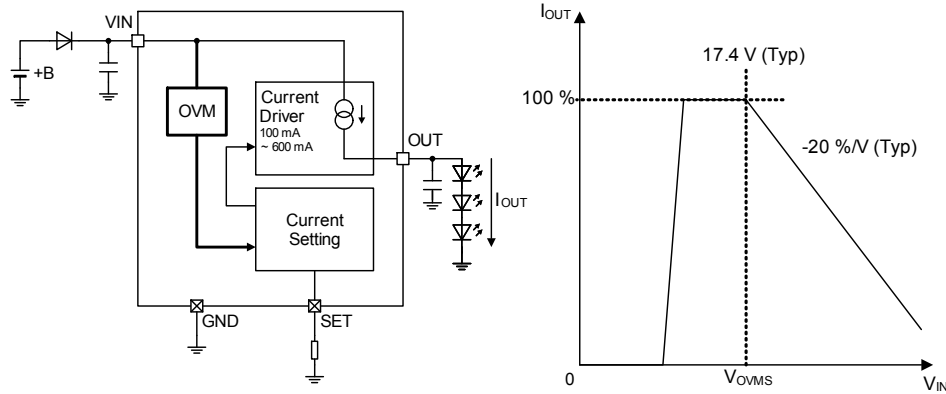 VIN
+B
OVM
Current
Driver
100 mA
~ 600 mA
OUT
IOUT
Current
Setting
GND
SET
IOUT
17.4 V (Typ)
100 %
-20 %/V (Typ)
0
VOVMS
VIN